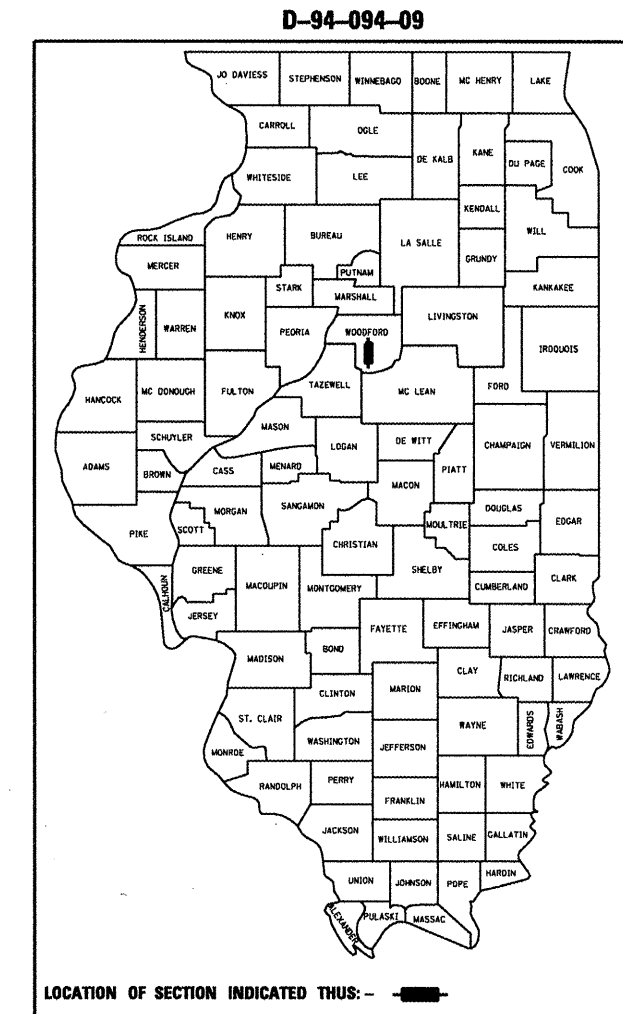 D-94-094-09
JO DAVIESS STEPHENSON WINNEBAGO BOONE MC HENRY LAKE
CARROLL OGLE DE KALB KANE DU PAGE COOK
WHITESIDE LEE
KENDALL
ROCK ISLAND HENRY BUREAU LA SALLE GRUNDY WILL
MERCER PUTNAM
STARK MARSHALL KANKAKEE
HENDERSON WARREN KNOX PEORIA WOODFORD LIVINGSTON IROQUOIS
HANCOCK MC DONOUGH FULTON TAZEWELL MC LEAN FORD
MASON
SCHUYLER LOGAN DE WITT CHAMPAIGN VERMILION
ADAMS BROWN CASS MENARD MACON PIATT
PIKE SCOTT MORGAN SANGAMON MOULTRIE DOUGLAS EDGAR
CHRISTIAN COLES
CALHOUN GREENE MACOUPIN MONTGOMERY SHELBY CUMBERLAND CLARK
JERSEY
FAYETTE EFFINGHAM JASPER CRAWFORD
MADISON BOND
CLAY RICHLAND LAWRENCE
CLINTON MARION
ST. CLAIR WAYNE EDWARDS WABASH
MONROE WASHINGTON JEFFERSON
RANDOLPH PERRY HAMILTON WHITE
FRANKLIN
JACKSON WILLIAMSON SALINE GALLATIN
UNION JOHNSON POPE HARDIN
ALEXANDER PULASKI MASSAC
LOCATION OF SECTION INDICATED THUS: -